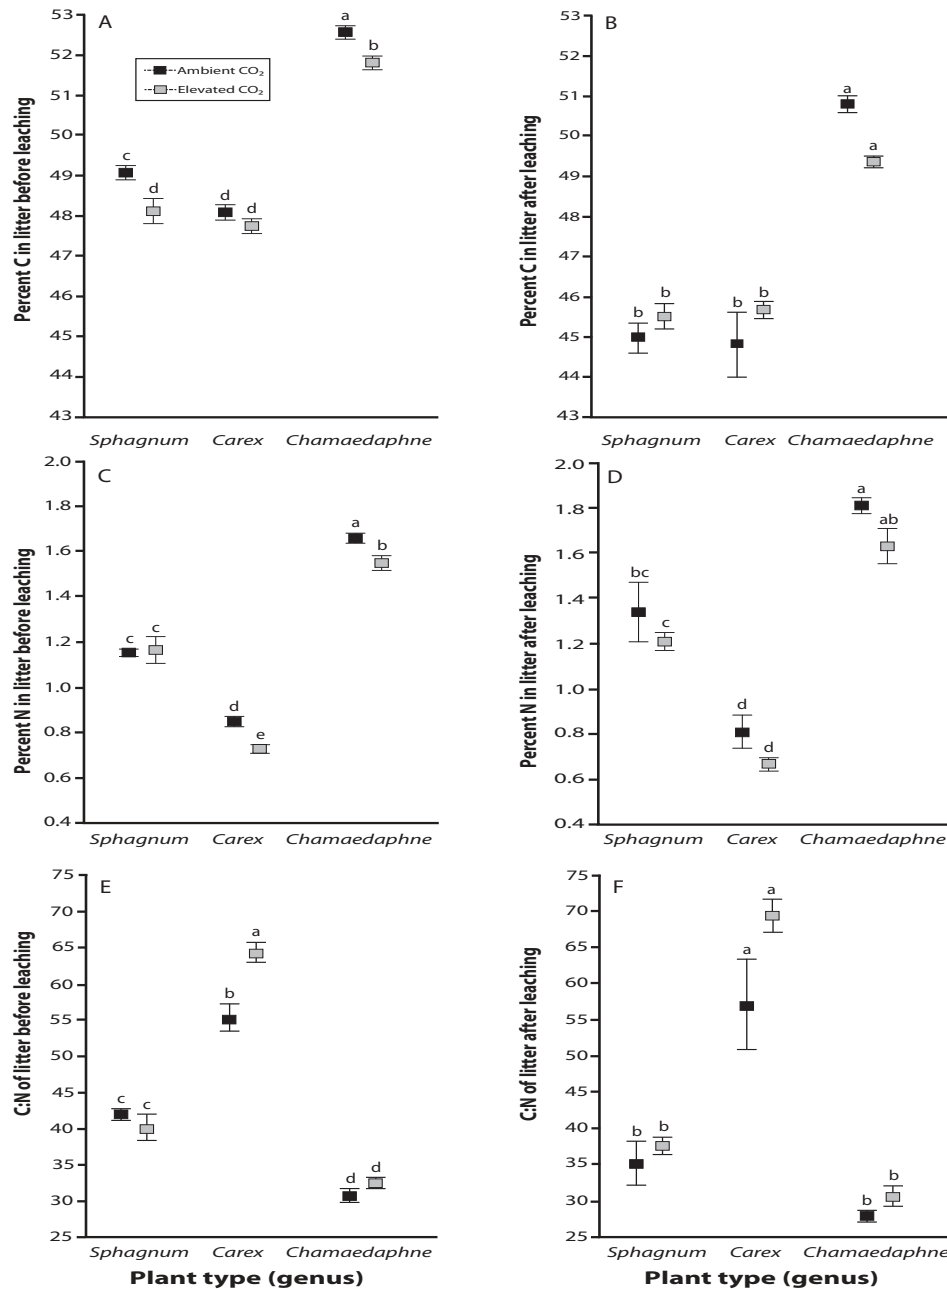 A
53
52
51
50
49
48
47
46
45
44
43
Percent C in litter before leaching
Ambient CO₂
Elevated CO₂
c
d
d
d
a
b
Sphagnum Carex Chamaedaphne
B
53
52
51
50
49
48
47
46
45
44
43
Percent C in litter after leaching
b
b
b
b
a
a
Sphagnum Carex Chamaedaphne
C
2.0
1.8
1.6
1.4
1.2
1.0
0.8
0.6
0.4
Percent N in litter before leaching
c
c
d
e
a
b
Sphagnum Carex Chamaedaphne
D
2.0
1.8
1.6
1.4
1.2
1.0
0.8
0.6
0.4
Percent N in litter after leaching
bc
c
d
d
a
ab
Sphagnum Carex Chamaedaphne
E
75
70
65
60
55
50
45
40
35
30
25
C:N of litter before leaching
c
c
b
a
d
d
Sphagnum Carex Chamaedaphne
Plant type (genus)
F
75
70
65
60
55
50
45
40
35
30
25
C:N of litter after leaching
b
b
a
a
b
b
Sphagnum Carex Chamaedaphne
Plant type (genus)